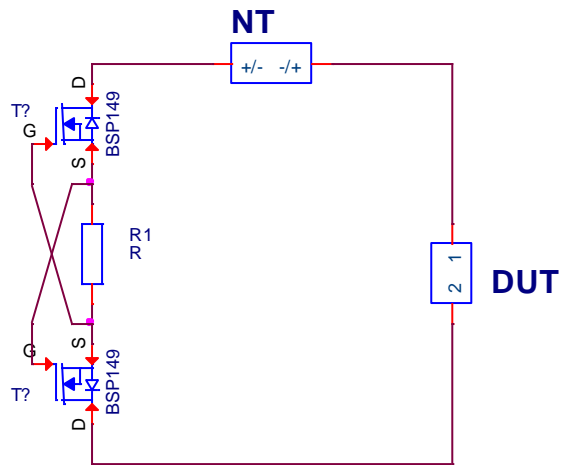 NT
+/- -/+
D
T?
G
BSP149
S
R1
R
1
2
DUT
S
G
T?
BSP149
D